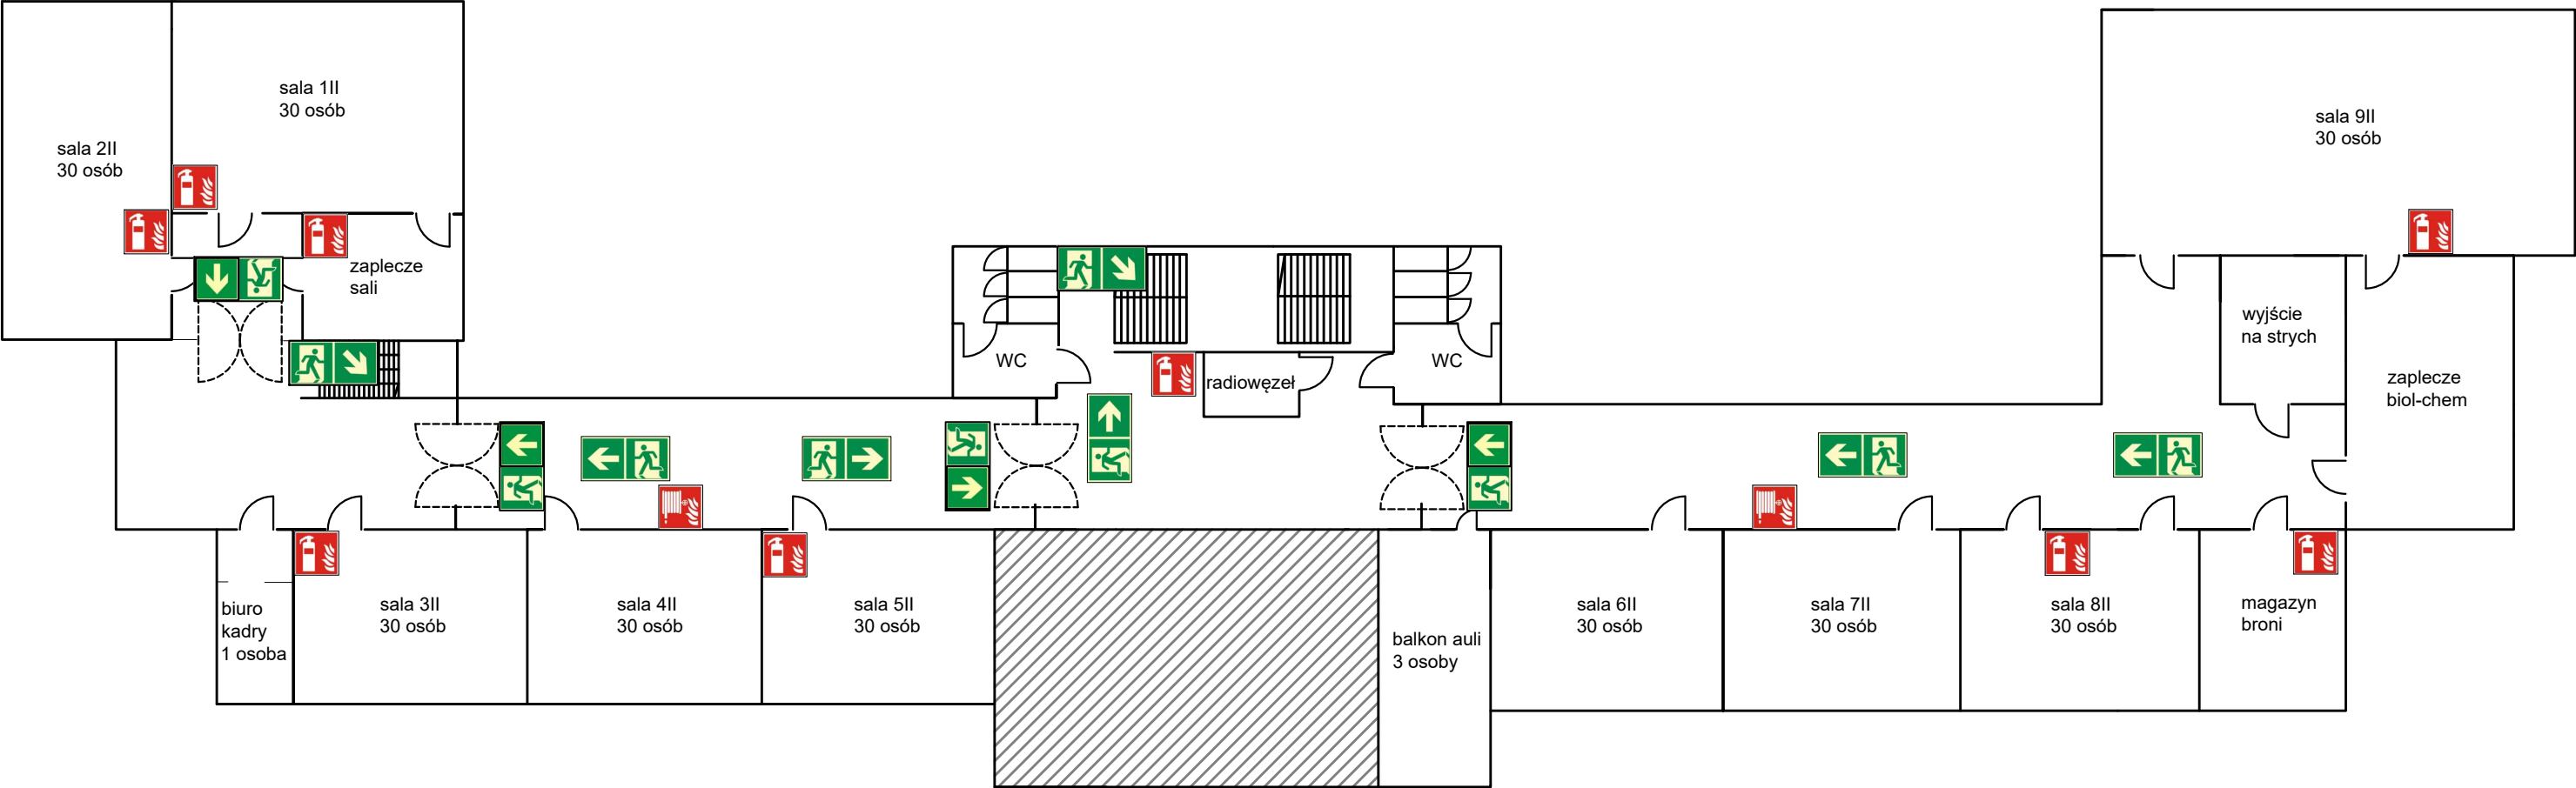 sala 1II
30 osób
sala 2II
30 osób
sala 9II
30 osób
zaplecze
sali
wyjście
na strych
WC
radiowęzeł
WC
zaplecze
biol-chem
biuro
kadry
1 osoba
sala 3II
30 osób
sala 4II
30 osób
sala 5II
30 osób
balkon auli
3 osoby
sala 6II
30 osób
sala 7II
30 osób
sala 8II
30 osób
magazyn
broni